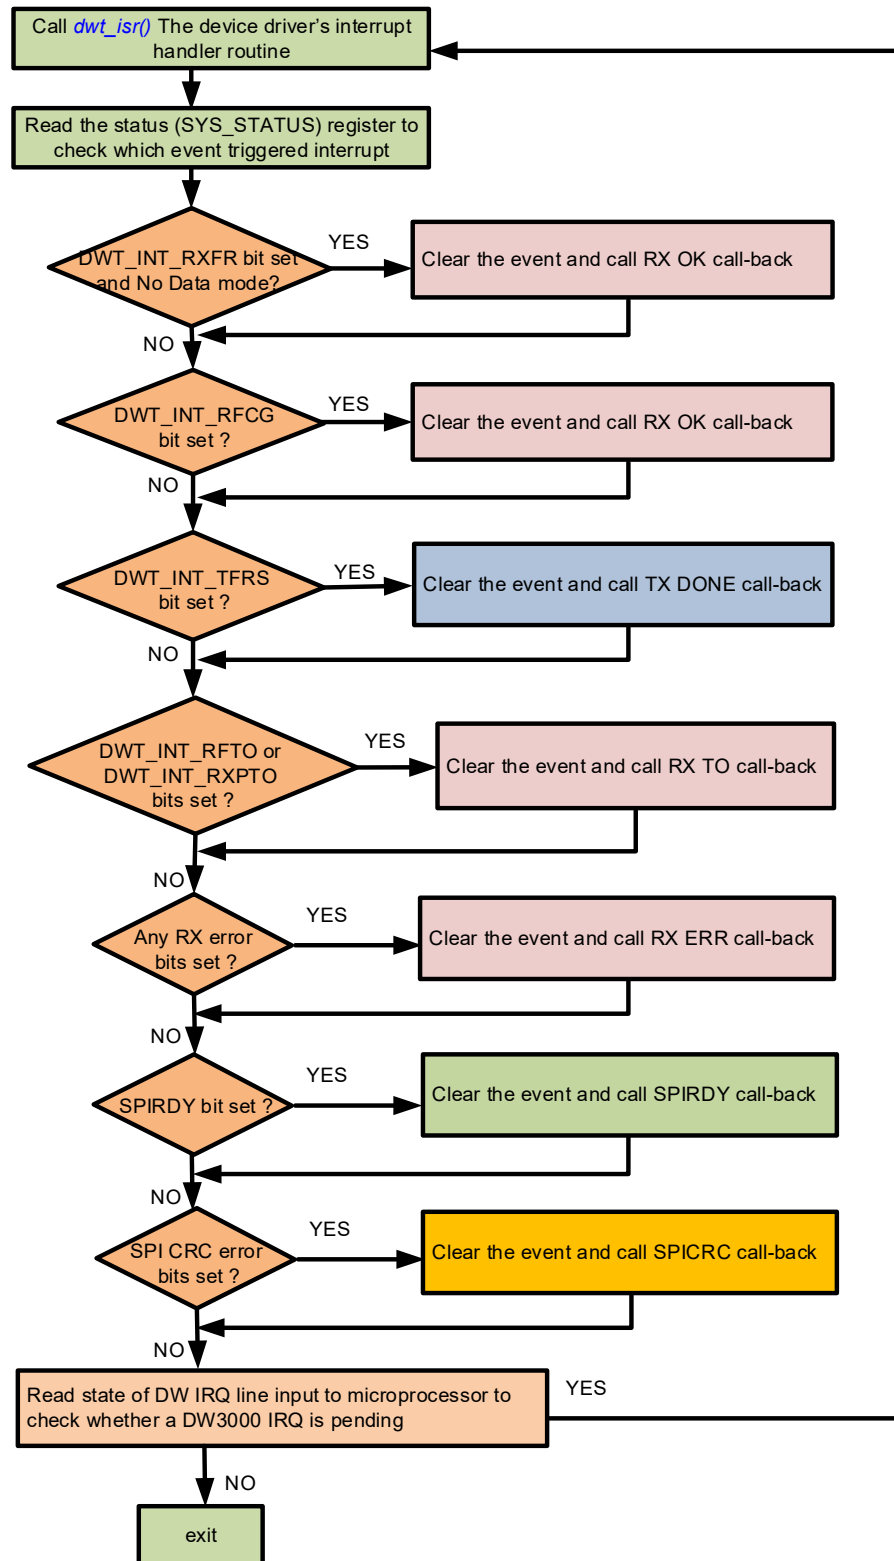 Call dwt_isr() The device driver's interrupt
handler routine
Read the status (SYS_STATUS) register to
check which event triggered interrupt
DWT_INT_RXFR bit set
and No Data mode?
YES
Clear the event and call RX OK call-back
NO
DWT_INT_RFCG
bit set ?
YES
Clear the event and call RX OK call-back
NO
DWT_INT_TFRS
bit set ?
YES
Clear the event and call TX DONE call-back
NO
DWT_INT_RFTO or
DWT_INT_RXPTO
bits set ?
YES
Clear the event and call RX TO call-back
NO
Any RX error
bits set ?
YES
Clear the event and call RX ERR call-back
NO
SPIRDY bit set ?
YES
Clear the event and call SPIRDY call-back
NO
SPI CRC error
bits set ?
YES
Clear the event and call SPICRC call-back
NO
Read state of DW IRQ line input to microprocessor to
check whether a DW3000 IRQ is pending
YES
NO
exit